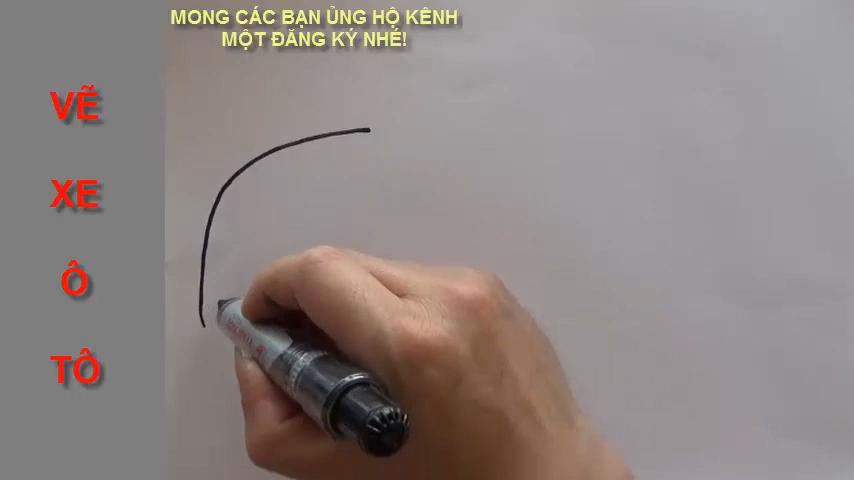 MONG CÁC BẠN ỦNG HỘ KÊNH
MỘT ĐĂNG KÝ NHÉ!
VẼ
XE
Ô
TÔ